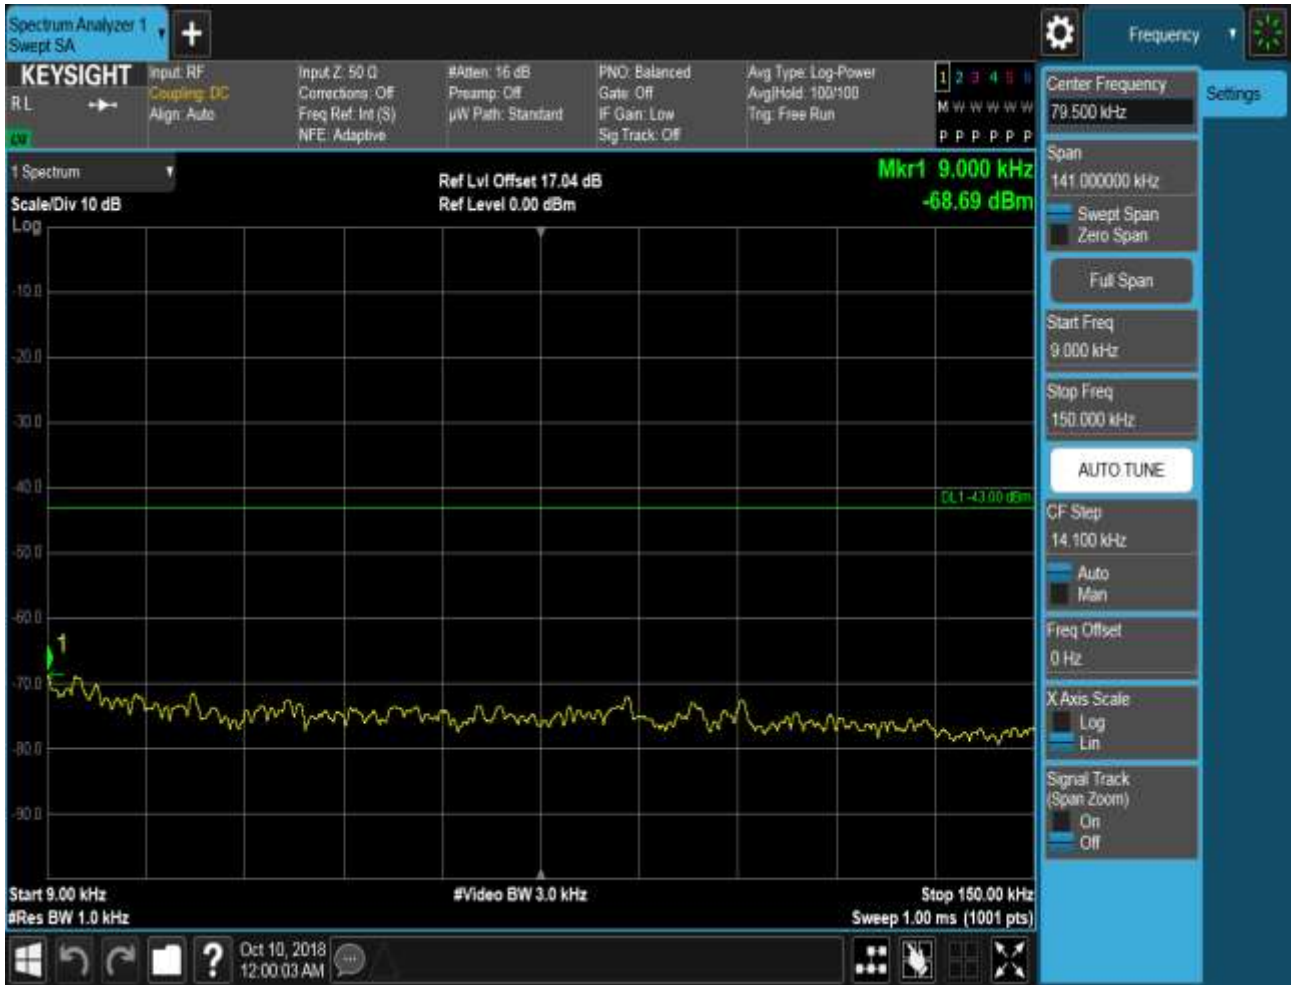 Spectrum Analyzer 1
Swept SA
+
Frequency
KEYSIGHT
RL
LW
Input: RF
Coupling: DC
Align: Auto
Input Z: 50 Ω
Corrections: Off
Freq Ref: Int (S)
NFE: Adaptive
#Atten: 16 dB
Preamp: Off
µW Path: Standard
PNO: Balanced
Gate: Off
IF Gain: Low
Sig Track: Off
Avg Type: Log-Power
Avg|Hold: 100/100
Trig: Free Run
1 2 3 4 5 6
M W W W W W
P P P P P P
1 Spectrum
Scale/Div 10 dB
Ref Lvl Offset 17.04 dB
Ref Level 0.00 dBm
Mkr1 9.000 kHz
-68.69 dBm
Log
-10.0
-20.0
-30.0
-40.0
-50.0
-60.0
-70.0
-80.0
-90.0
DL1 -43.00 dBm
1
Start 9.00 kHz
#Res BW 1.0 kHz
#Video BW 3.0 kHz
Stop 150.00 kHz
Sweep 1.00 ms (1001 pts)
Center Frequency
79.500 kHz
Span
141.000000 kHz
Swept Span
Zero Span
Full Span
Start Freq
9.000 kHz
Stop Freq
150.000 kHz
AUTO TUNE
CF Step
14.100 kHz
Auto
Man
Freq Offset
0 Hz
X Axis Scale
Log
Lin
Signal Track
(Span Zoom)
On
Off
Settings
?
Oct 10, 2018
12:00:03 AM